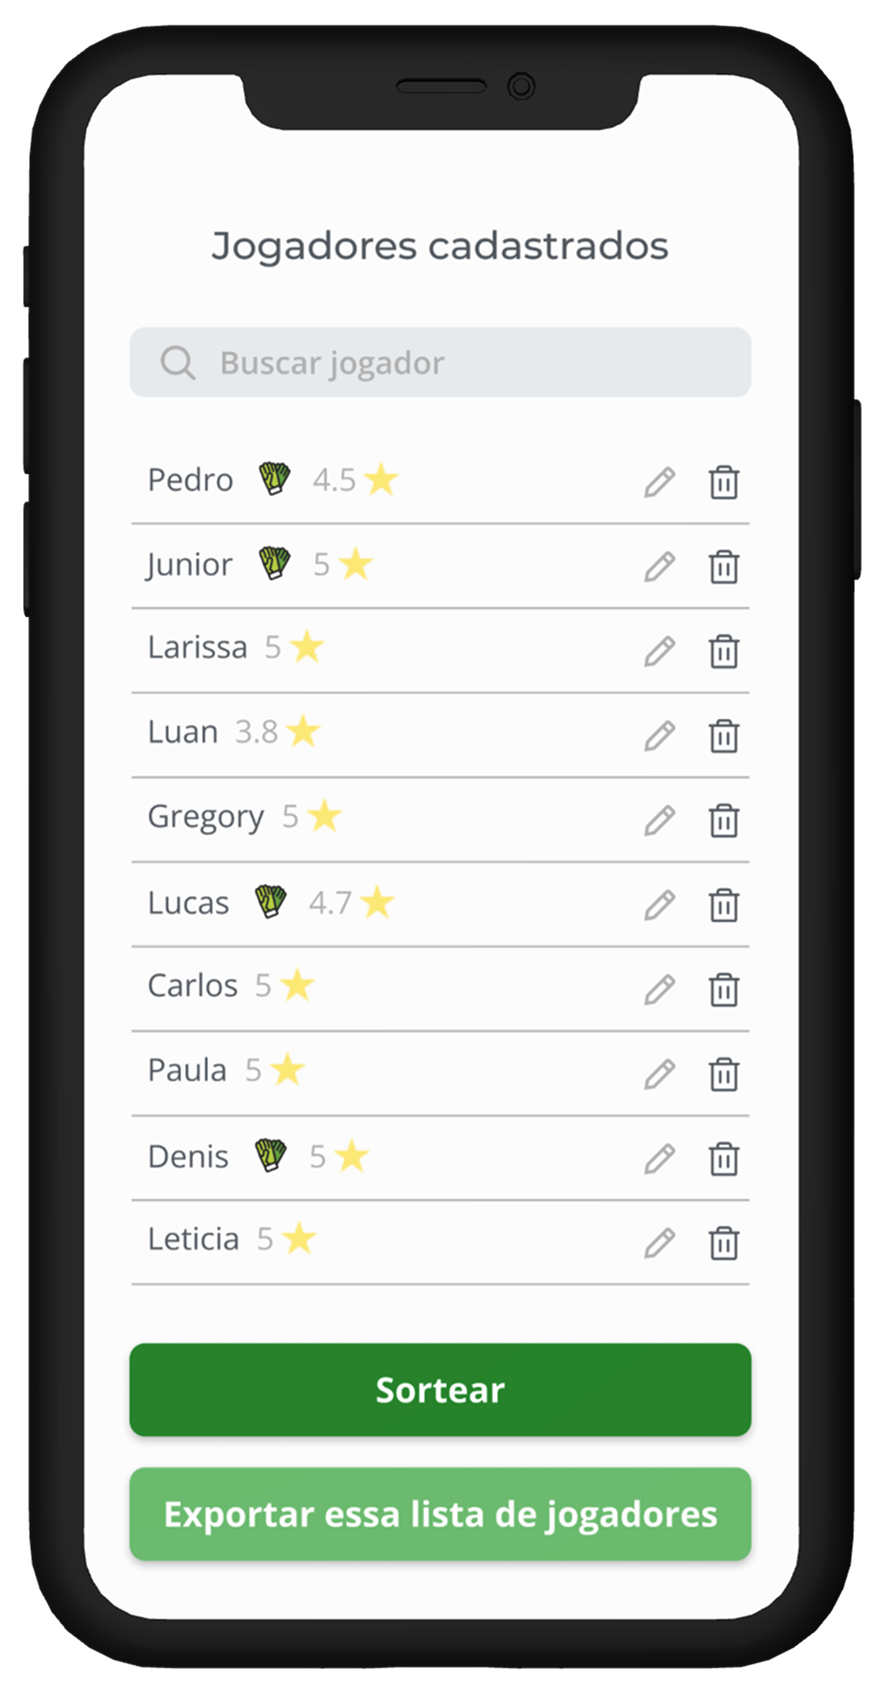 Jogadores cadastrados
Buscar jogador
Pedro 4.5
Junior 5
Larissa 5
Luan 3.8
Gregory 5
Lucas 4.7
Carlos 5
Paula 5
Denis 5
Leticia 5
Sortear
Exportar essa lista de jogadores